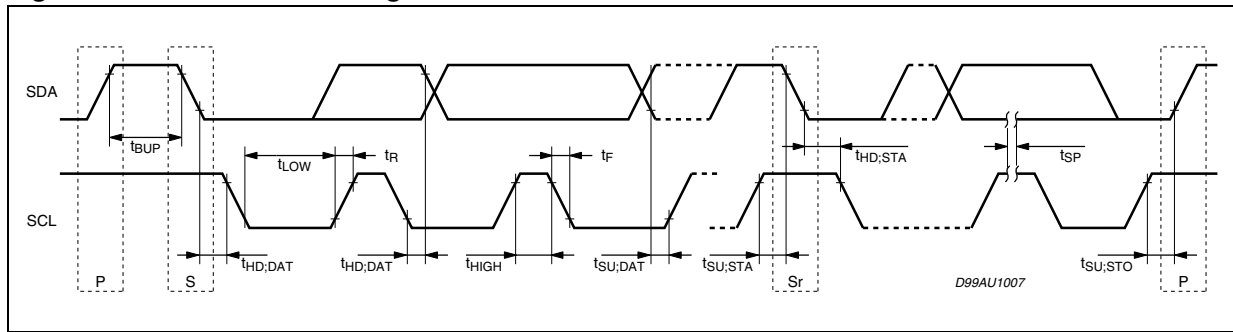 SDA
tBUP
tLOW
tR
tF
tHD;STA
tSP
SCL
tHD;DAT
tHD;DAT
tHIGH
tSU;DAT
tSU;STA
tSU;STO
P
S
Sr
D99AU1007
P